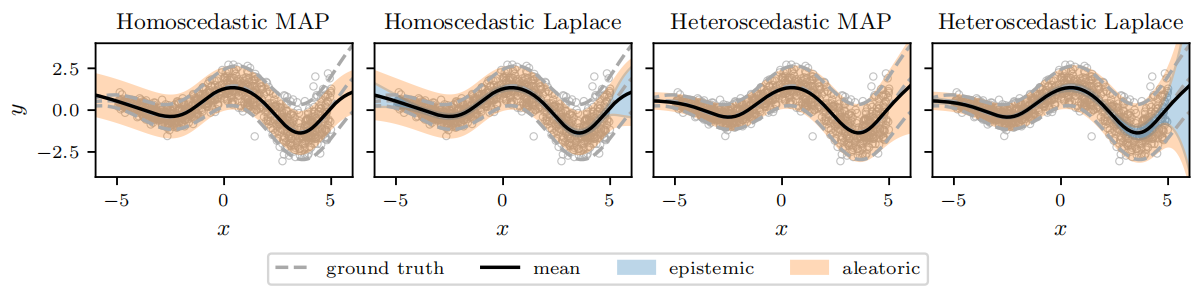 Homoscedastic MAP
Homoscedastic Laplace
Heteroscedastic MAP
Heteroscedastic Laplace
y
2.5
0.0
−2.5
−5 0 5
−5 0 5
−5 0 5
−5 0 5
x
x
x
x
ground truth
mean
epistemic
aleatoric